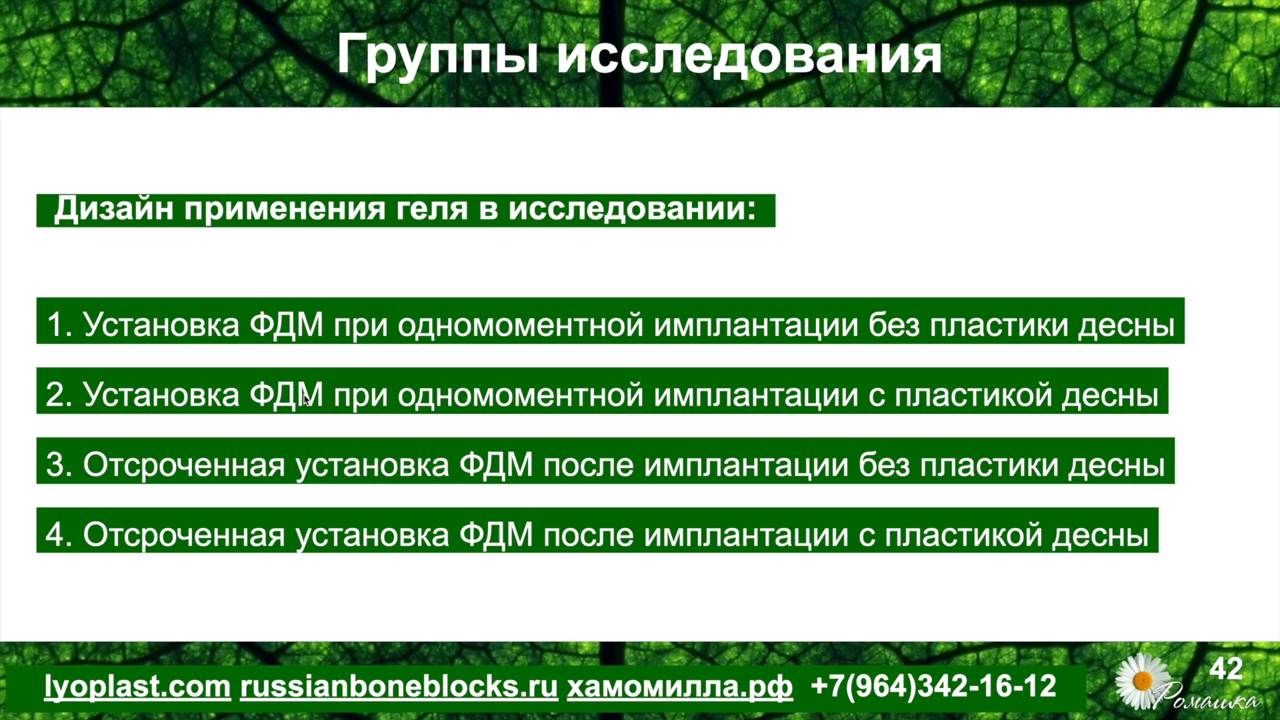 Группы исследования
Дизайн применения геля в исследовании:
1. Установка ФДМ при одномоментной имплантации без пластики десны
2. Установка ФДМ при одномоментной имплантации с пластикой десны
3. Отсроченная установка ФДМ после имплантации без пластики десны
4. Отсроченная установка ФДМ после имплантации с пластикой десны
lyoplast.com russianboneblocks.ru хамомилла.рф +7(964)342-16-12
42
Ромашка